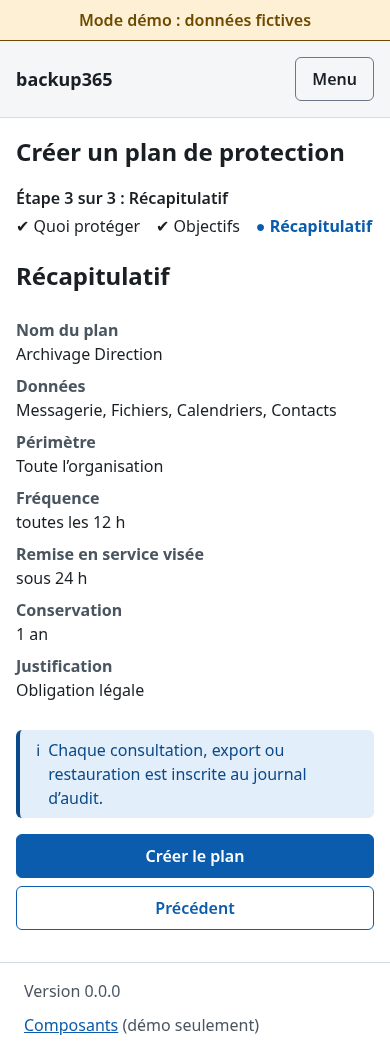 Mode démo : données fictives
backup365
Menu
Créer un plan de protection
Étape 3 sur 3 : Récapitulatif
✔ Quoi protéger ✔ Objectifs ● Récapitulatif
Récapitulatif
Nom du plan
Archivage Direction
Données
Messagerie, Fichiers, Calendriers, Contacts
Périmètre
Toute l’organisation
Fréquence
toutes les 12 h
Remise en service visée
sous 24 h
Conservation
1 an
Justification
Obligation légale
i Chaque consultation, export ou
restauration est inscrite au journal
d’audit.
Créer le plan
Précédent
Version 0.0.0
Composants (démo seulement)